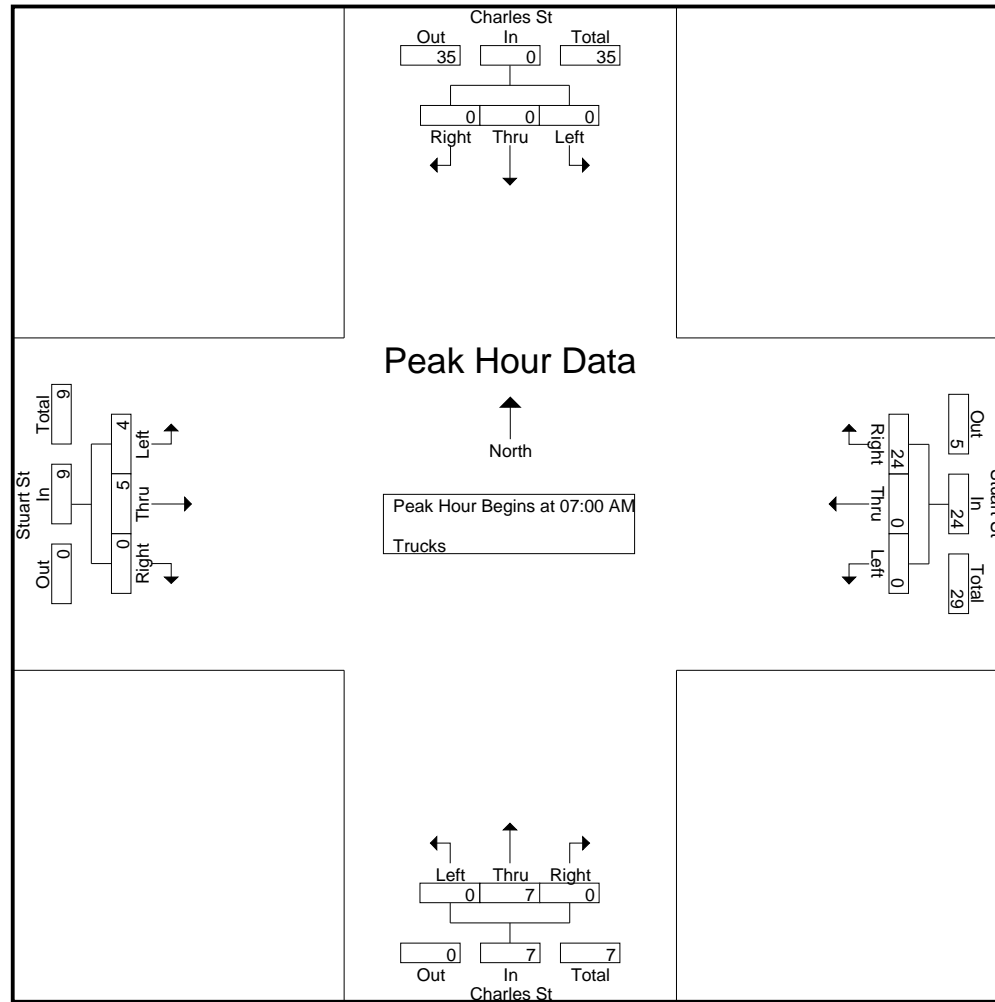 Charles St
Out In Total
35 0 35
0 0 0
Right Thru Left
Peak Hour Data
North
Peak Hour Begins at 07:00 AM
Trucks
Stuart St
Total In Out
9 9 0
4 5 0
Left Thru Right
Right Thru Left
24 0 0
Out In Total
5 24 29
Stuart St
Left Thru Right
0 7 0
0 7 7
Out In Total
Charles St